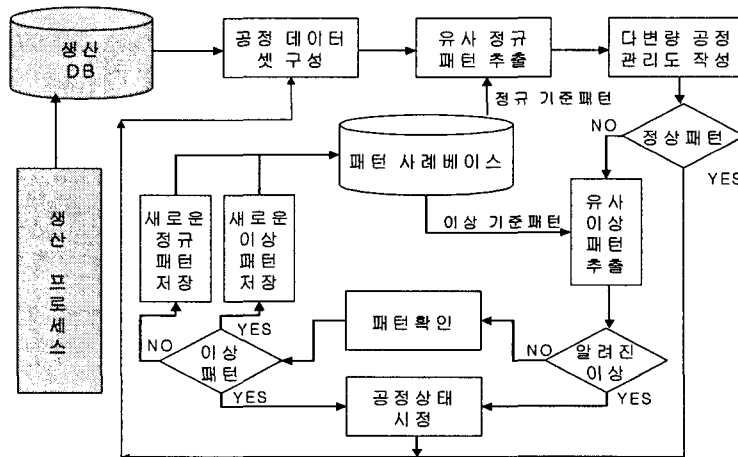 생산
DB
공정 데이터
셋 구성
유사 정규
패턴 추출
다변량 공정
관리도 작성
정규 기준패턴
NO
정상패턴
YES
패턴 사례베이스
생산 프로세스
새로운
정규
패턴
저장
새로운
이상
패턴
저장
이상 기준패턴
유사
이상
패턴
추출
패턴확인
NO
YES
이상
패턴
YES
NO
알려진
이상
YES
공정상태
시정